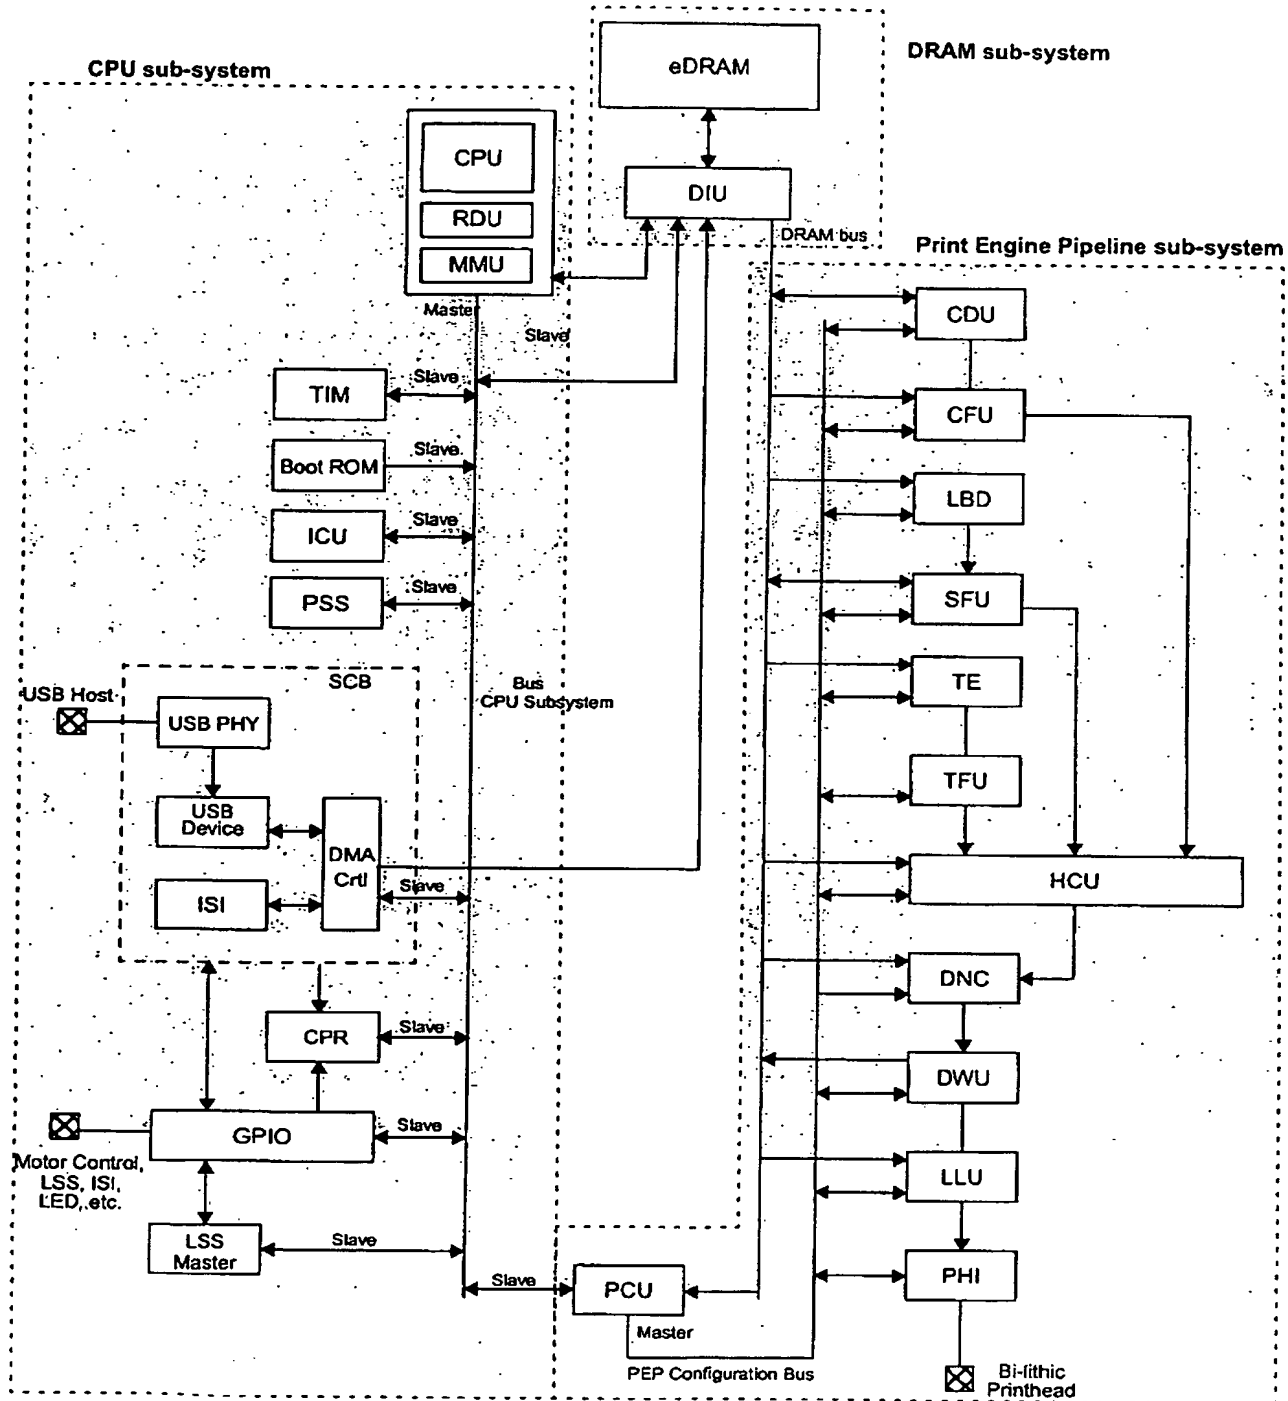 CPU sub-system
DRAM sub-system
eDRAM
DIU
DRAM bus
CPU
RDU
MMU
Master
Slave
TIM
Slave
Boot ROM
Slave
ICU
Slave
PSS
Slave
SCB
USB Host
USB PHY
USB
Device
DMA
Crtl
ISI
Slave
Bus
CPU Subsystem
CPR
Slave
GPIO
Slave
Motor Control,
LSS, ISI,
LED, etc.
LSS
Master
Slave
Slave
PCU
Master
PEP Configuration Bus
Print Engine Pipeline sub-system
CDU
CFU
LBD
SFU
TE
TFU
HCU
DNC
DWU
LLU
PHI
Bi-lithic
Printhead